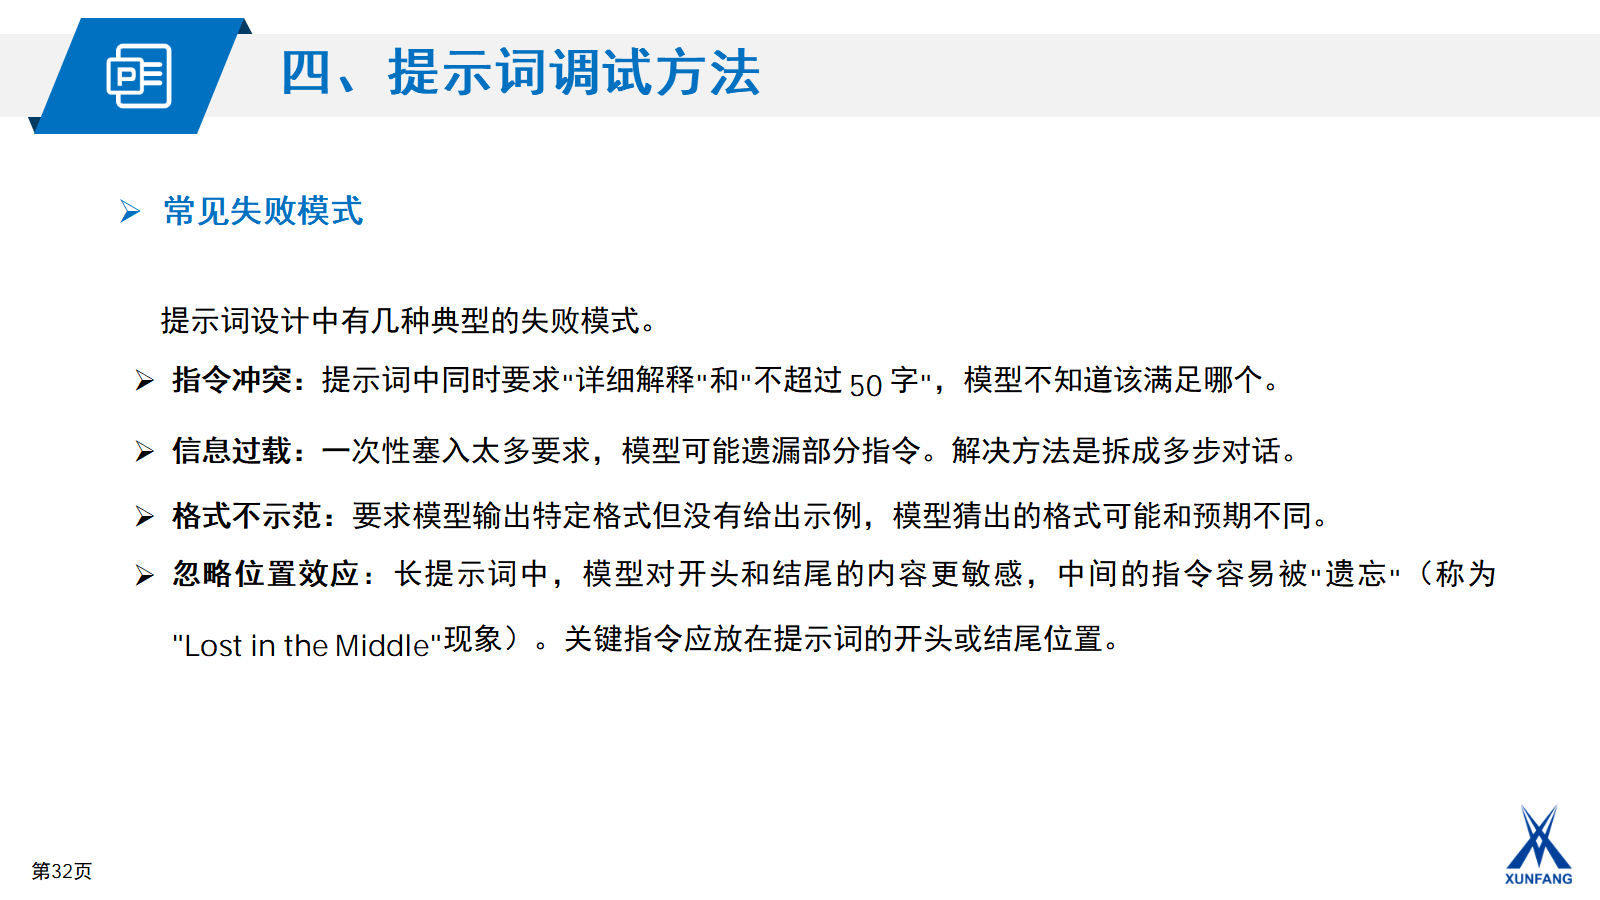 四、提示词调试方法
常见失败模式
提示词设计中有几种典型的失败模式。
指令冲突：提示词中同时要求"详细解释"和"不超过 50 字"，模型不知道该满足哪个。
信息过载：一次性塞入太多要求，模型可能遗漏部分指令。解决方法是拆成多步对话。
格式不示范：要求模型输出特定格式但没有给出示例，模型猜出的格式可能和预期不同。
忽略位置效应：长提示词中，模型对开头和结尾的内容更敏感，中间的指令容易被"遗忘"（称为
"Lost in the Middle"现象）。关键指令应放在提示词的开头或结尾位置。
第32页
XUNFANG